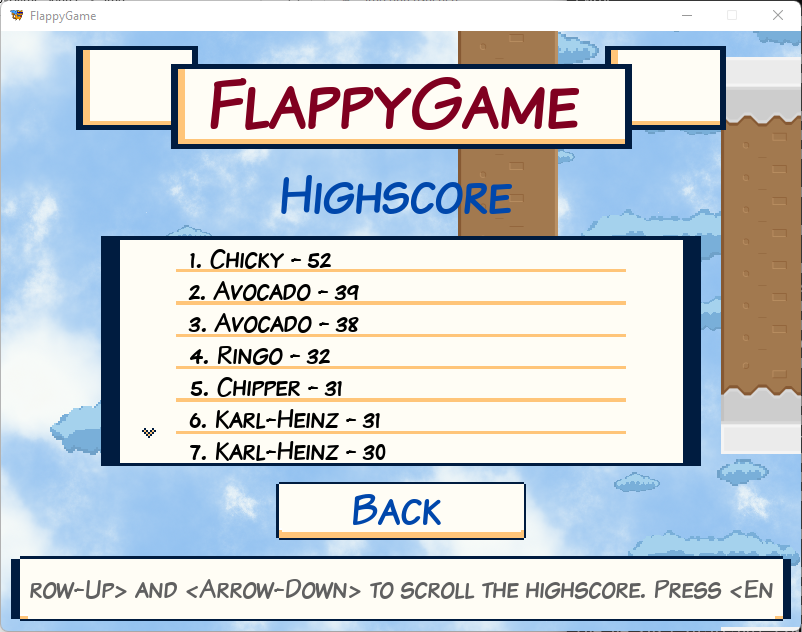 FlappyGame
FlappyGame
Highscore
1. Chicky - 52
2. Avocado - 39
3. Avocado - 38
4. Ringo - 32
5. Chipper - 31
6. Karl-Heinz - 31
7. Karl-Heinz - 30
Back
row-Up> and <Arrow-Down> to scroll the highscore. Press <En